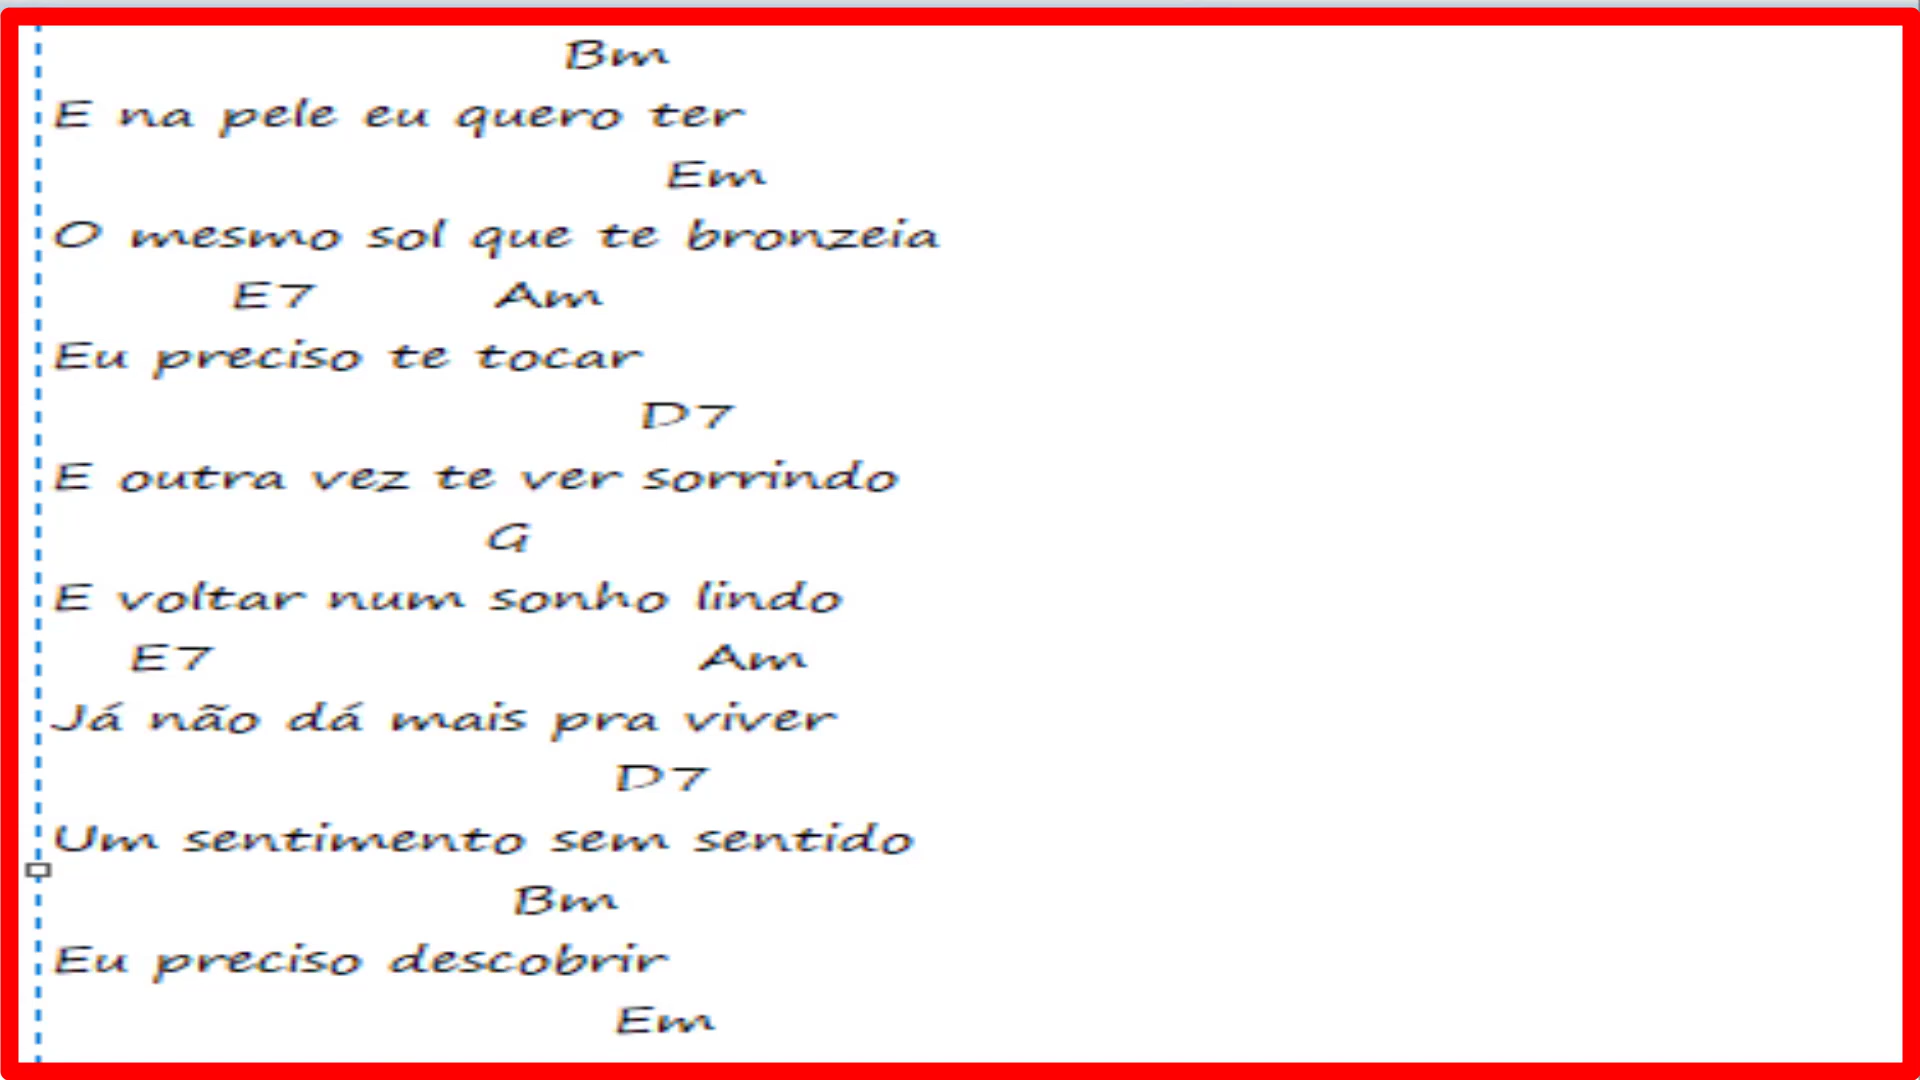 Bm
E na pele eu quero ter
Em
O mesmo sol que te bronzeia
E7 Am
Eu preciso te tocar
D7
E outra vez te ver sorrindo
G
E voltar num sonho lindo
E7 Am
Já não dá mais pra viver
D7
Um sentimento sem sentido
Bm
Eu preciso descobrir
Em